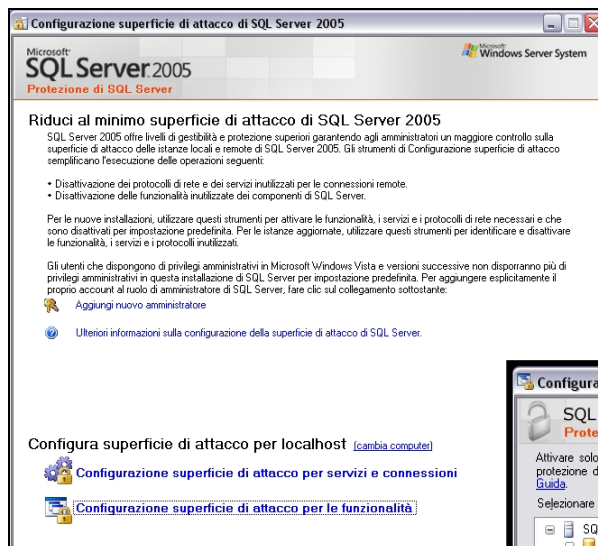 Configurazione superficie di attacco di SQL Server 2005
Microsoft
SQL Server 2005
Microsoft
Windows Server System
Protezione di SQL Server
Riduci al minimo superficie di attacco di SQL Server 2005
SQL Server 2005 offre livelli di gestibilità e protezione superiori garantendo agli amministratori un maggiore controllo sulla
superficie di attacco delle istanze locali e remote di SQL Server 2005. Gli strumenti di Configurazione superficie di attacco
semplificano l'esecuzione delle operazioni seguenti:
• Disattivazione dei protocolli di rete e dei servizi inutilizzati per le connessioni remote.
• Disattivazione delle funzionalità inutilizzate dei componenti di SQL Server.
Per le nuove installazioni, utilizzare questi strumenti per attivare le funzionalità, i servizi e i protocolli di rete necessari e che
sono disattivati per impostazione predefinita. Per le istanze aggiornate, utilizzare questi strumenti per identificare e disattivare
le funzionalità, i servizi e i protocolli inutilizzati.
Gli utenti che dispongono di privilegi amministrativi in Microsoft Windows Vista e versioni successive non disporranno più di
privilegi amministrativi in questa installazione di SQL Server per impostazione predefinita. Per aggiungere esplicitamente il
proprio account al ruolo di amministratore di SQL Server, fare clic sul collegamento sottostante:
Aggiungi nuovo amministratore
Ulteriori informazioni sulla configurazione della superficie di attacco di SQL Server.
Configura superficie di attacco per localhost (cambia computer)
Configurazione superficie di attacco per servizi e connessioni
Configurazione superficie di attacco per le funzionalità
Configura
SQL
Prote
Attivare solo
protezione d
Guida.
Selezionare
SQ